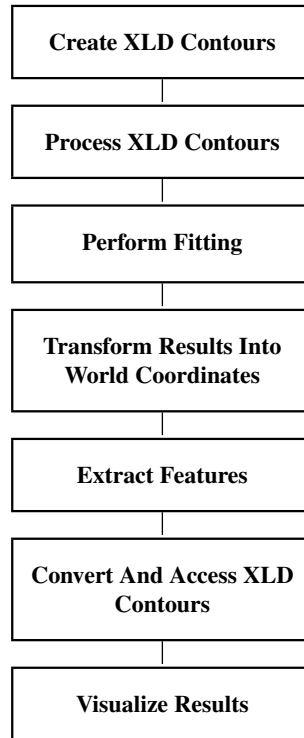 Create XLD Contours
Process XLD Contours
Perform Fitting
Transform Results Into
World Coordinates
Extract Features
Convert And Access XLD
Contours
Visualize Results